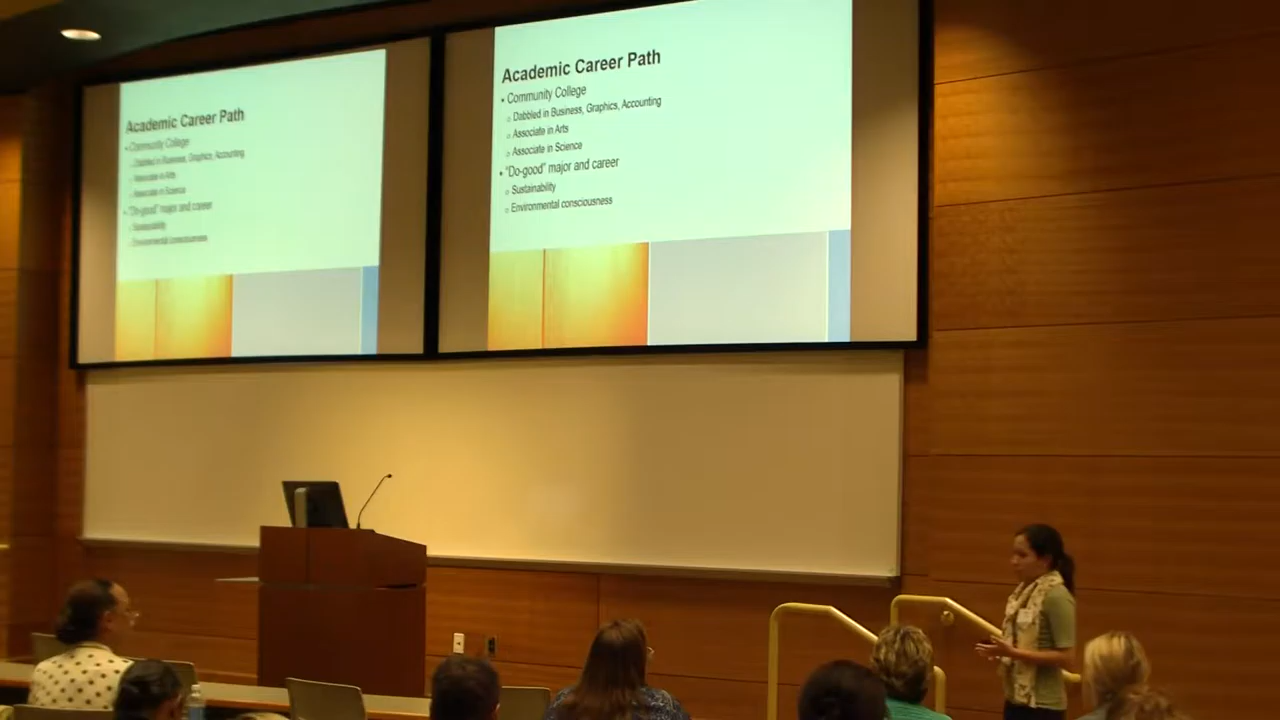 Academic Career Path
• Community College
o Dabbled in Business, Graphics, Accounting
o Associate in Arts
o Associate in Science
• "Do-good" major and career
o Sustainability
o Environmental consciousness
Academic Career Path
• Community College
o Dabbled in Business, Graphics, Accounting
o Associate in Arts
o Associate in Science
• "Do-good" major and career
o Sustainability
o Environmental consciousness